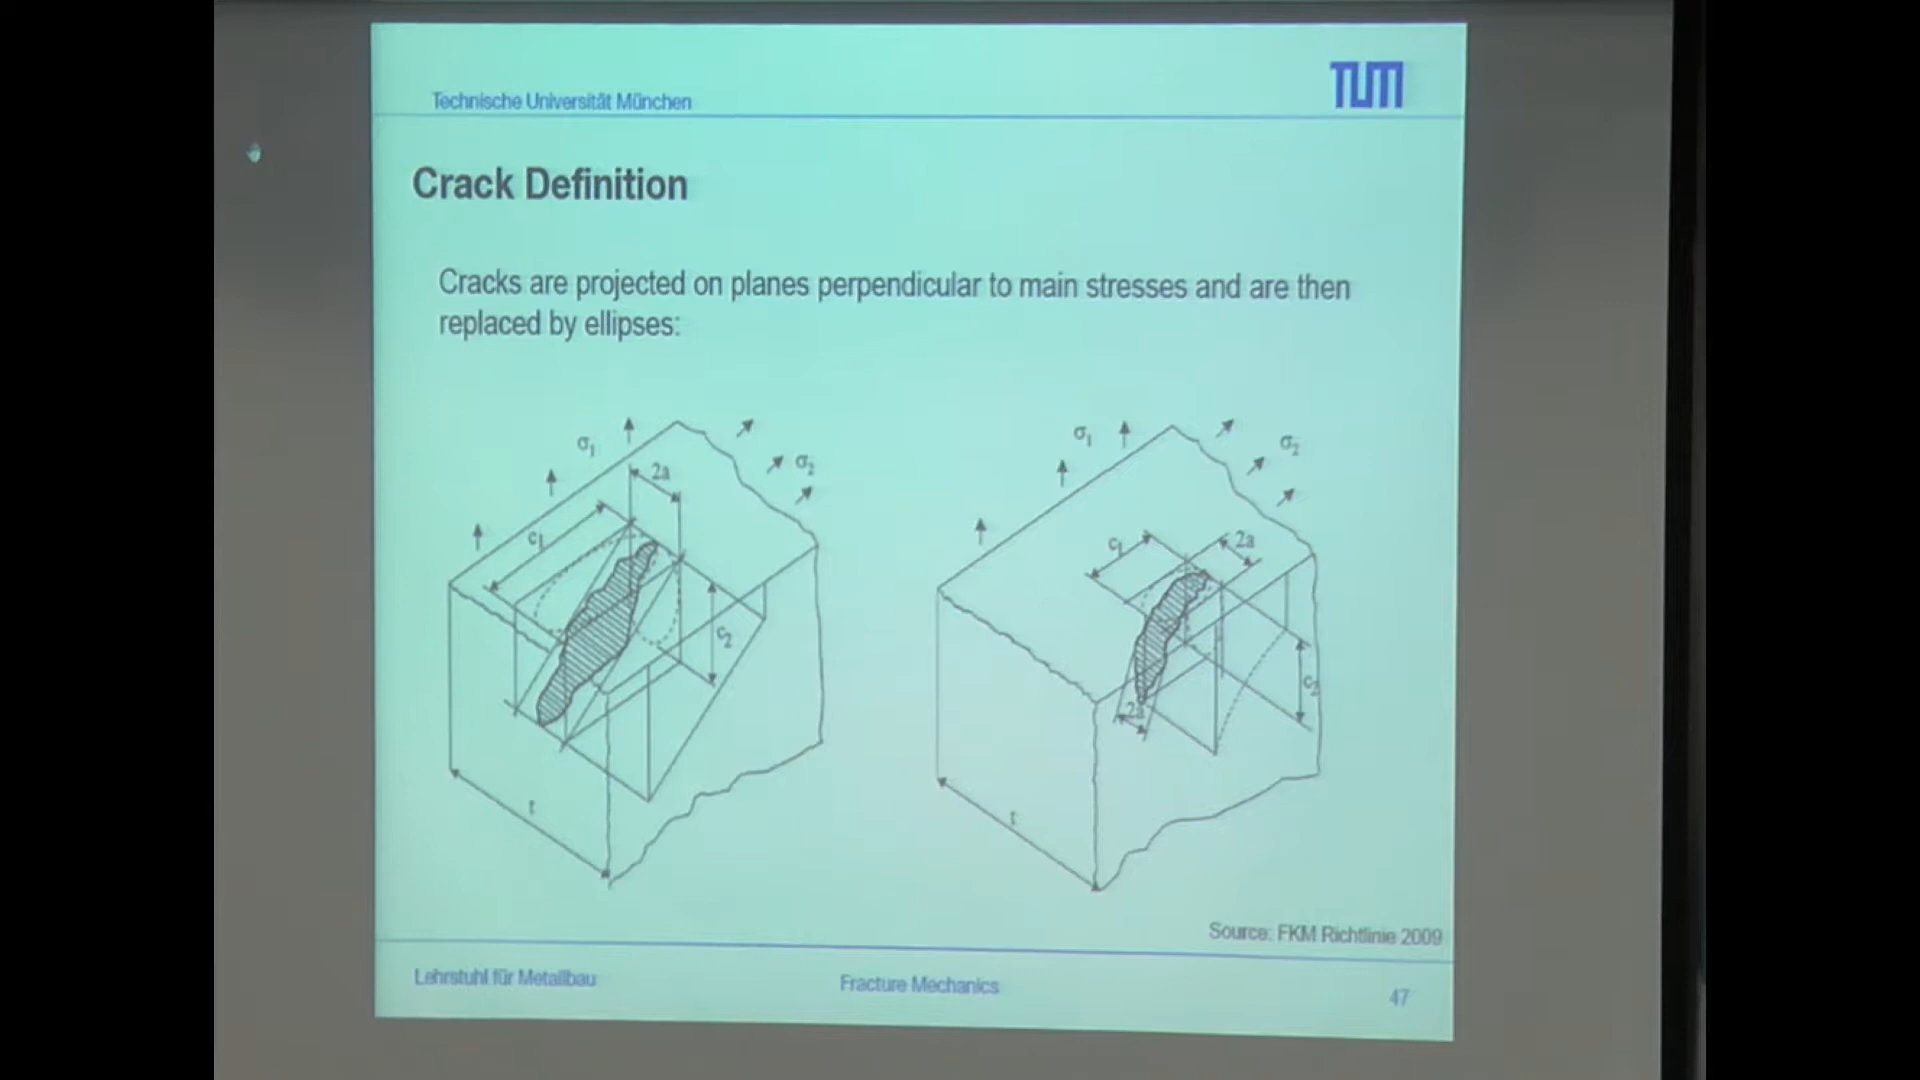 Technische Universität München
TUM
Crack Definition
Cracks are projected on planes perpendicular to main stresses and are then
replaced by ellipses:
σ1
2a
σ2
c1
c2
t
σ1
σ2
c1
2a
c2
2a
t
Source: FKM Richtlinie 2009
Lehrstuhl für Metallbau
Fracture Mechanics
47